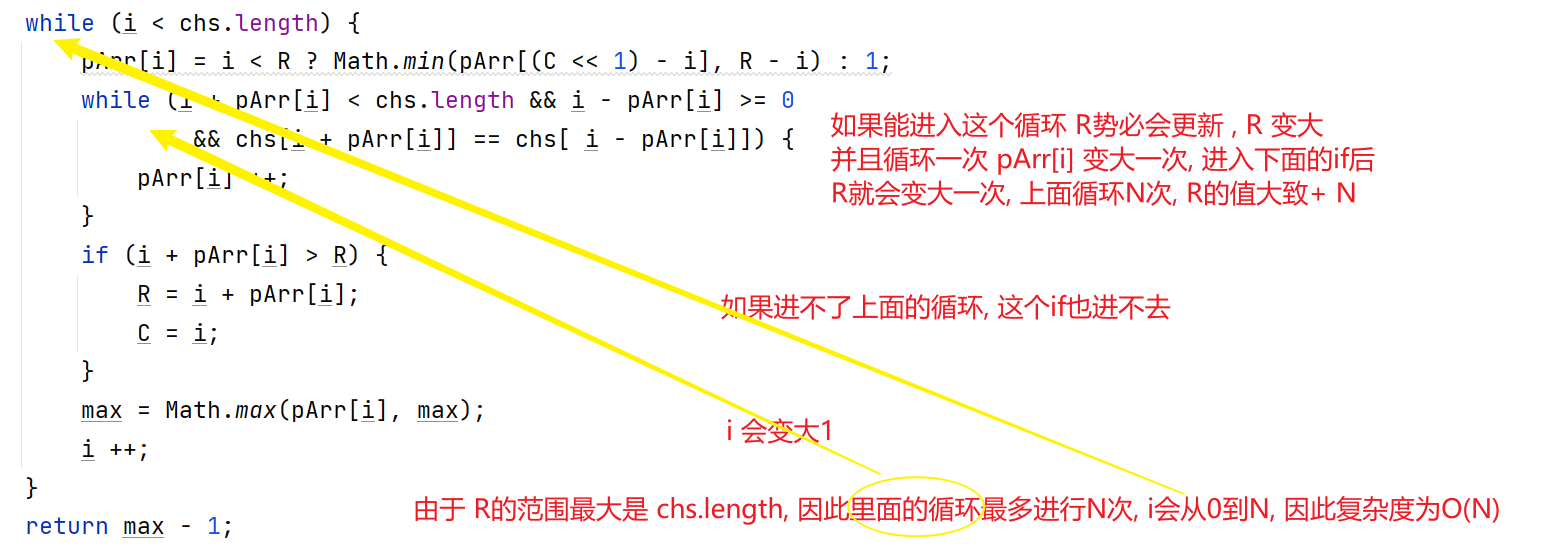 while (i < chs.length) {
pArr[i] = i < R ? Math.min(pArr[(C << 1) - i], R - i) : 1;
while (i + pArr[i] < chs.length && i - pArr[i] >= 0
&& chs[i + pArr[i]] == chs[ i - pArr[i]]) {
pArr[i] ++;
}
if (i + pArr[i] > R) {
R = i + pArr[i];
C = i;
}
max = Math.max(pArr[i], max);
i ++;
}
return max - 1;
如果能进入这个循环 R势必会更新 , R 变大
并且循环一次 pArr[i] 变大一次, 进入下面的if后
R就会变大一次, 上面循环N次, R的值大致+ N
如果进不了上面的循环, 这个if也进不去
i 会变大1
由于 R的范围最大是 chs.length, 因此里面的循环最多进行N次, i会从0到N, 因此复杂度为O(N)